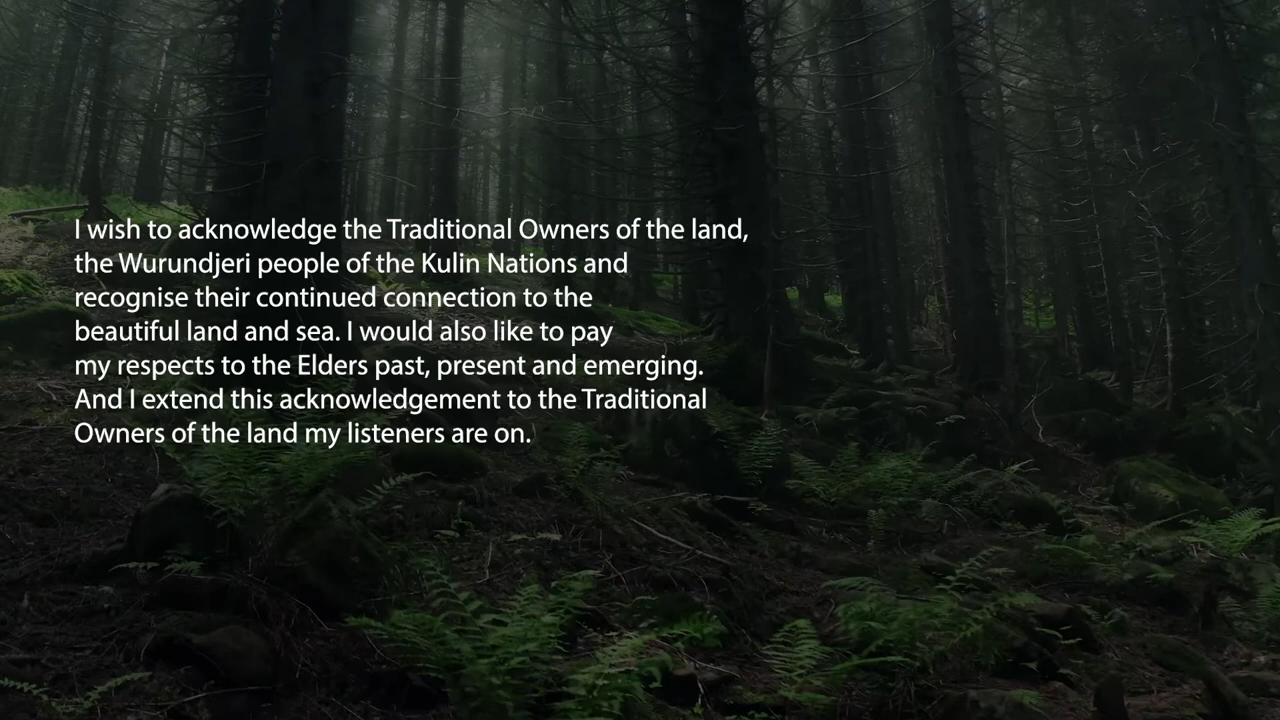 I wish to acknowledge the Traditional Owners of the land,
the Wurundjeri people of the Kulin Nations and
recognise their continued connection to the
beautiful land and sea. I would also like to pay
my respects to the Elders past, present and emerging.
And I extend this acknowledgement to the Traditional
Owners of the land my listeners are on.